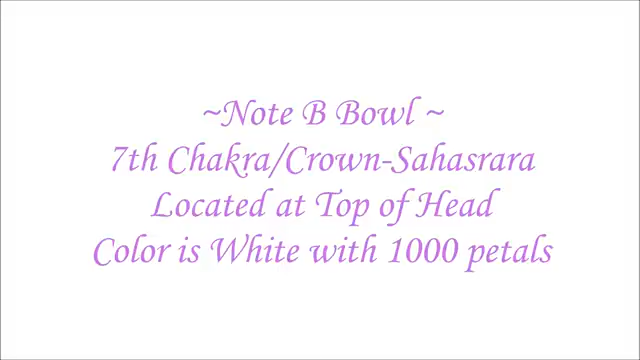 ~Note B Bowl ~
7th Chakra/Crown-Sahasrara
Located at Top of Head
Color is White with 1000 petals